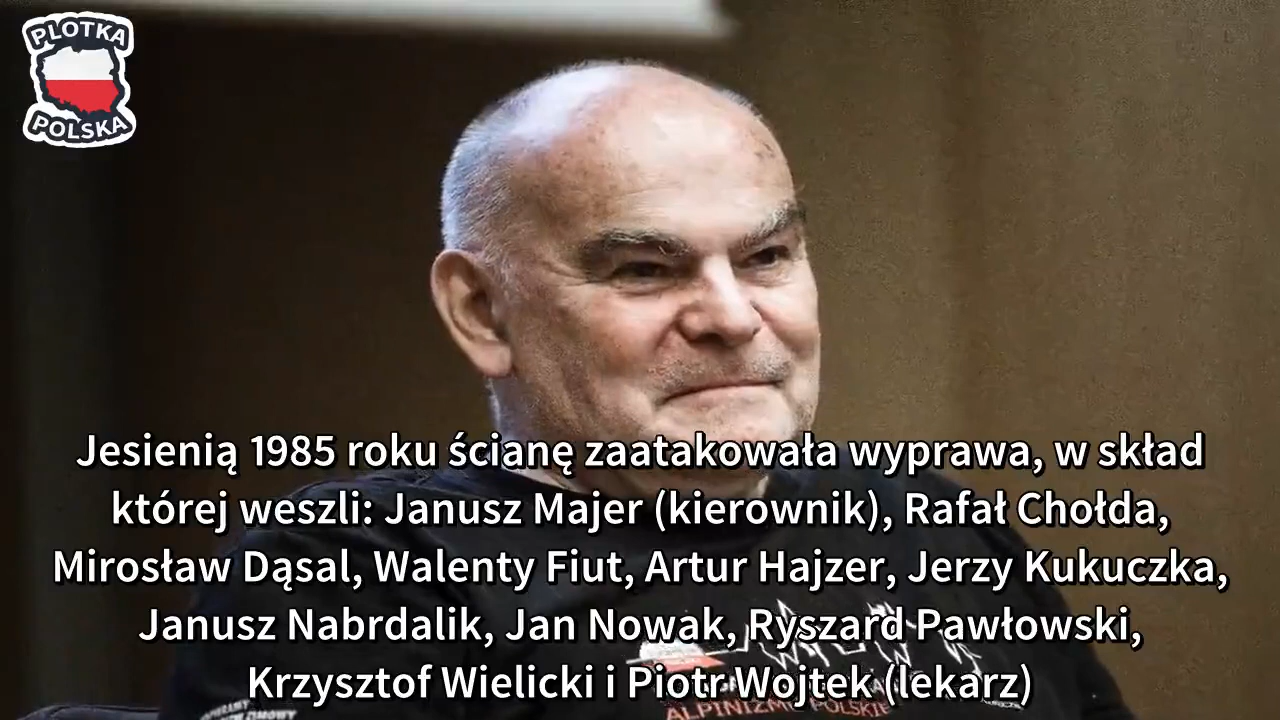 PLOTKA
POLSKA
Jesienią 1985 roku ścianę zaatakowała wyprawa, w skład
której weszli: Janusz Majer (kierownik), Rafał Chołda,
Mirosław Dąsal, Walenty Fiut, Artur Hajzer, Jerzy Kukuczka,
Janusz Nabrdalik, Jan Nowak, Ryszard Pawłowski,
Krzysztof Wielicki i Piotr Wojtek (lekarz)
ALPINIZM POLSKIE